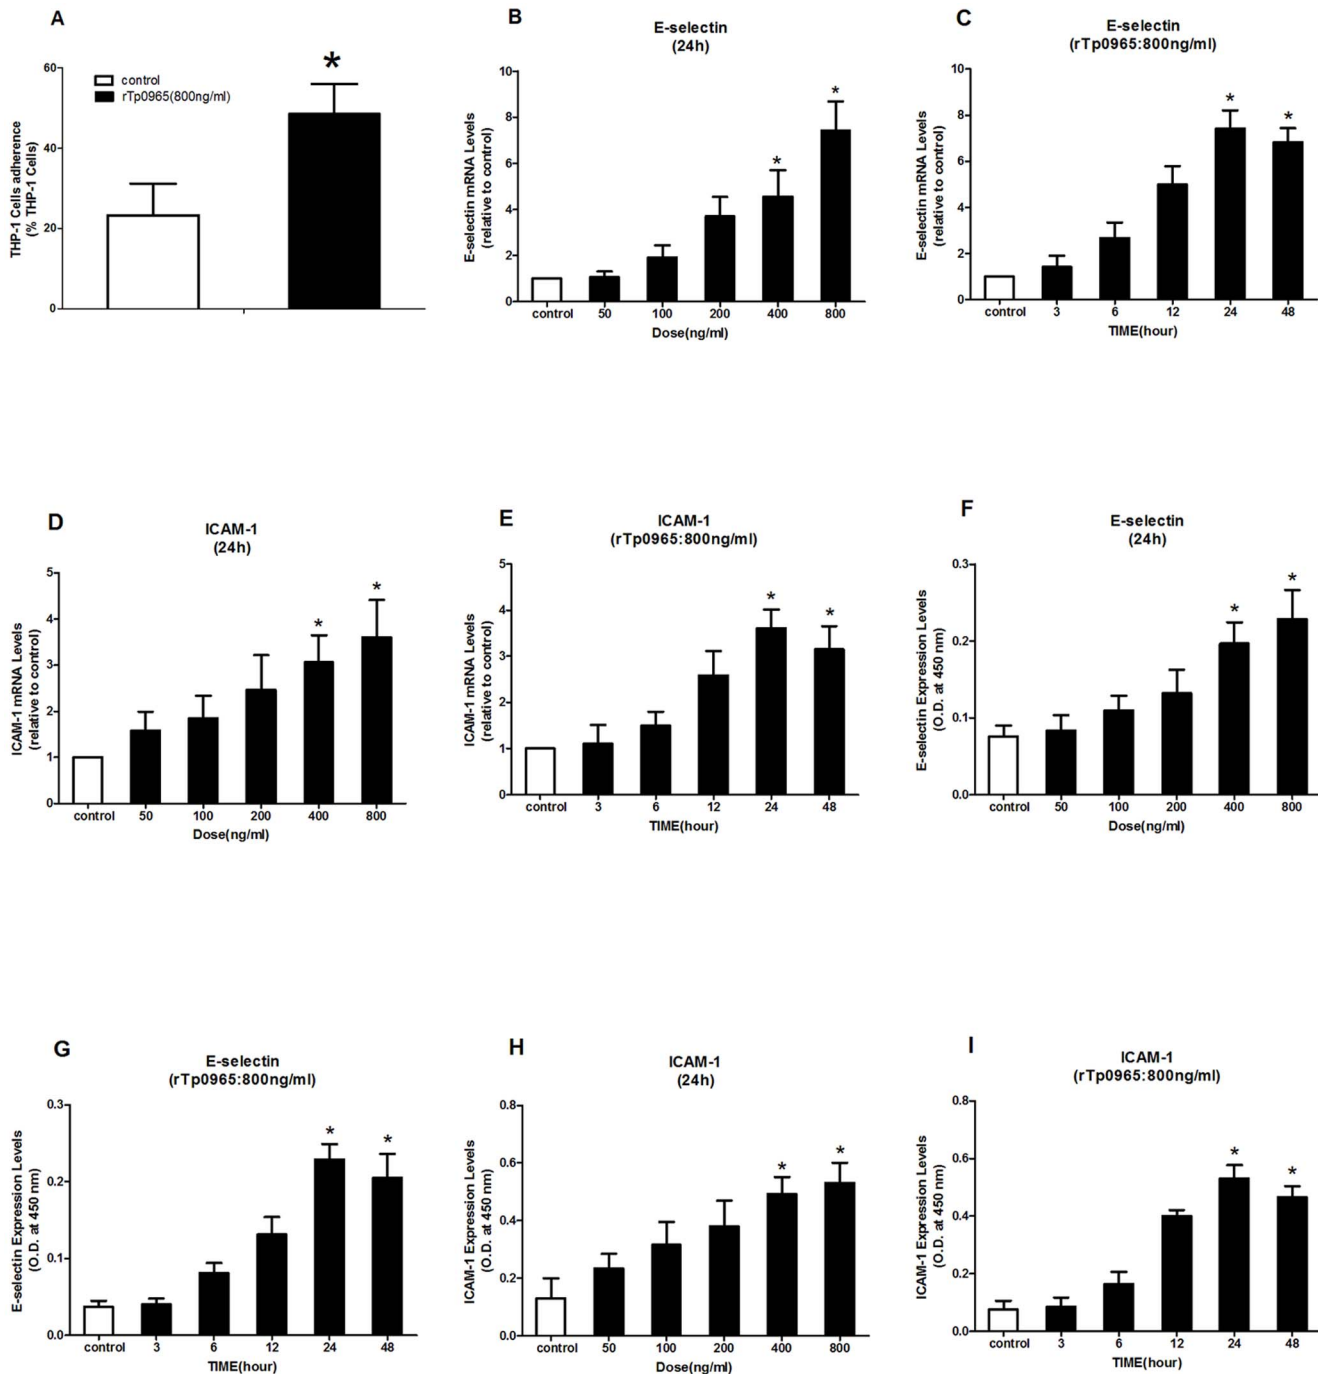 A
THP-1 Cells adherence
(% THP-1 Cells)
60
40
20
0
control
rTp0965(800ng/ml)
*
B
E-selectin
(24h)
E-selectin mRNA Levels
(relative to control)
10
8
6
4
2
0
* *
control 50 100 200 400 800
Dose(ng/ml)
C
E-selectin
(rTp0965:800ng/ml)
E-selectin mRNA Levels
(relative to control)
10
8
6
4
2
0
* *
control 3 6 12 24 48
TIME(hour)
D
ICAM-1
(24h)
ICAM-1 mRNA Levels
(relative to control)
5
4
3
2
1
0
* *
control 50 100 200 400 800
Dose(ng/ml)
E
ICAM-1
(rTp0965:800ng/ml)
ICAM-1 mRNA Levels
(relative to control)
5
4
3
2
1
0
* *
control 3 6 12 24 48
TIME(hour)
F
E-selectin
(24h)
E-selectin Expression Levels
(O.D. at 450 nm)
0.3
0.2
0.1
0.0
* *
control 50 100 200 400 800
Dose(ng/ml)
G
E-selectin
(rTp0965:800ng/ml)
E-selectin Expression Levels
(O.D. at 450 nm)
0.3
0.2
0.1
0.0
* *
control 3 6 12 24 48
TIME(hour)
H
ICAM-1
(24h)
ICAM-1 Expression Levels
(O.D. at 450 nm)
0.8
0.6
0.4
0.2
0.0
* *
control 50 100 200 400 800
Dose(ng/ml)
I
ICAM-1
(rTp0965:800ng/ml)
ICAM-1 Expression Levels
(O.D. at 450 nm)
0.8
0.6
0.4
0.2
0.0
* *
control 3 6 12 24 48
TIME(hour)